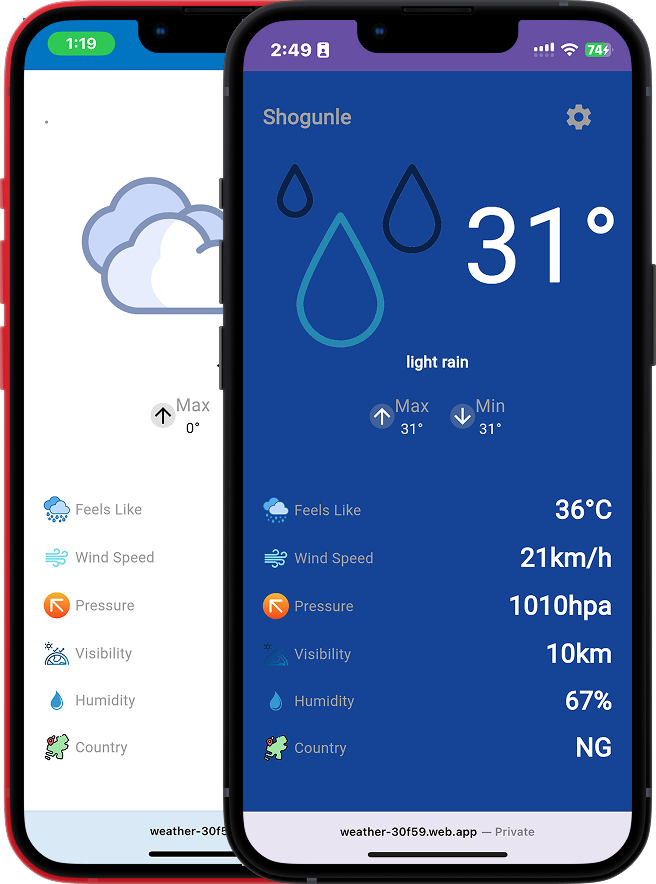 1:19
.
Max
0°
Feels Like
Wind Speed
Pressure
Visibility
Humidity
Country
weather-30f5
2:49
74
Shogunle
31°
light rain
Max Min
31° 31°
Feels Like 36°C
Wind Speed 21km/h
Pressure 1010hpa
Visibility 10km
Humidity 67%
Country NG
weather-30f59.web.app — Private